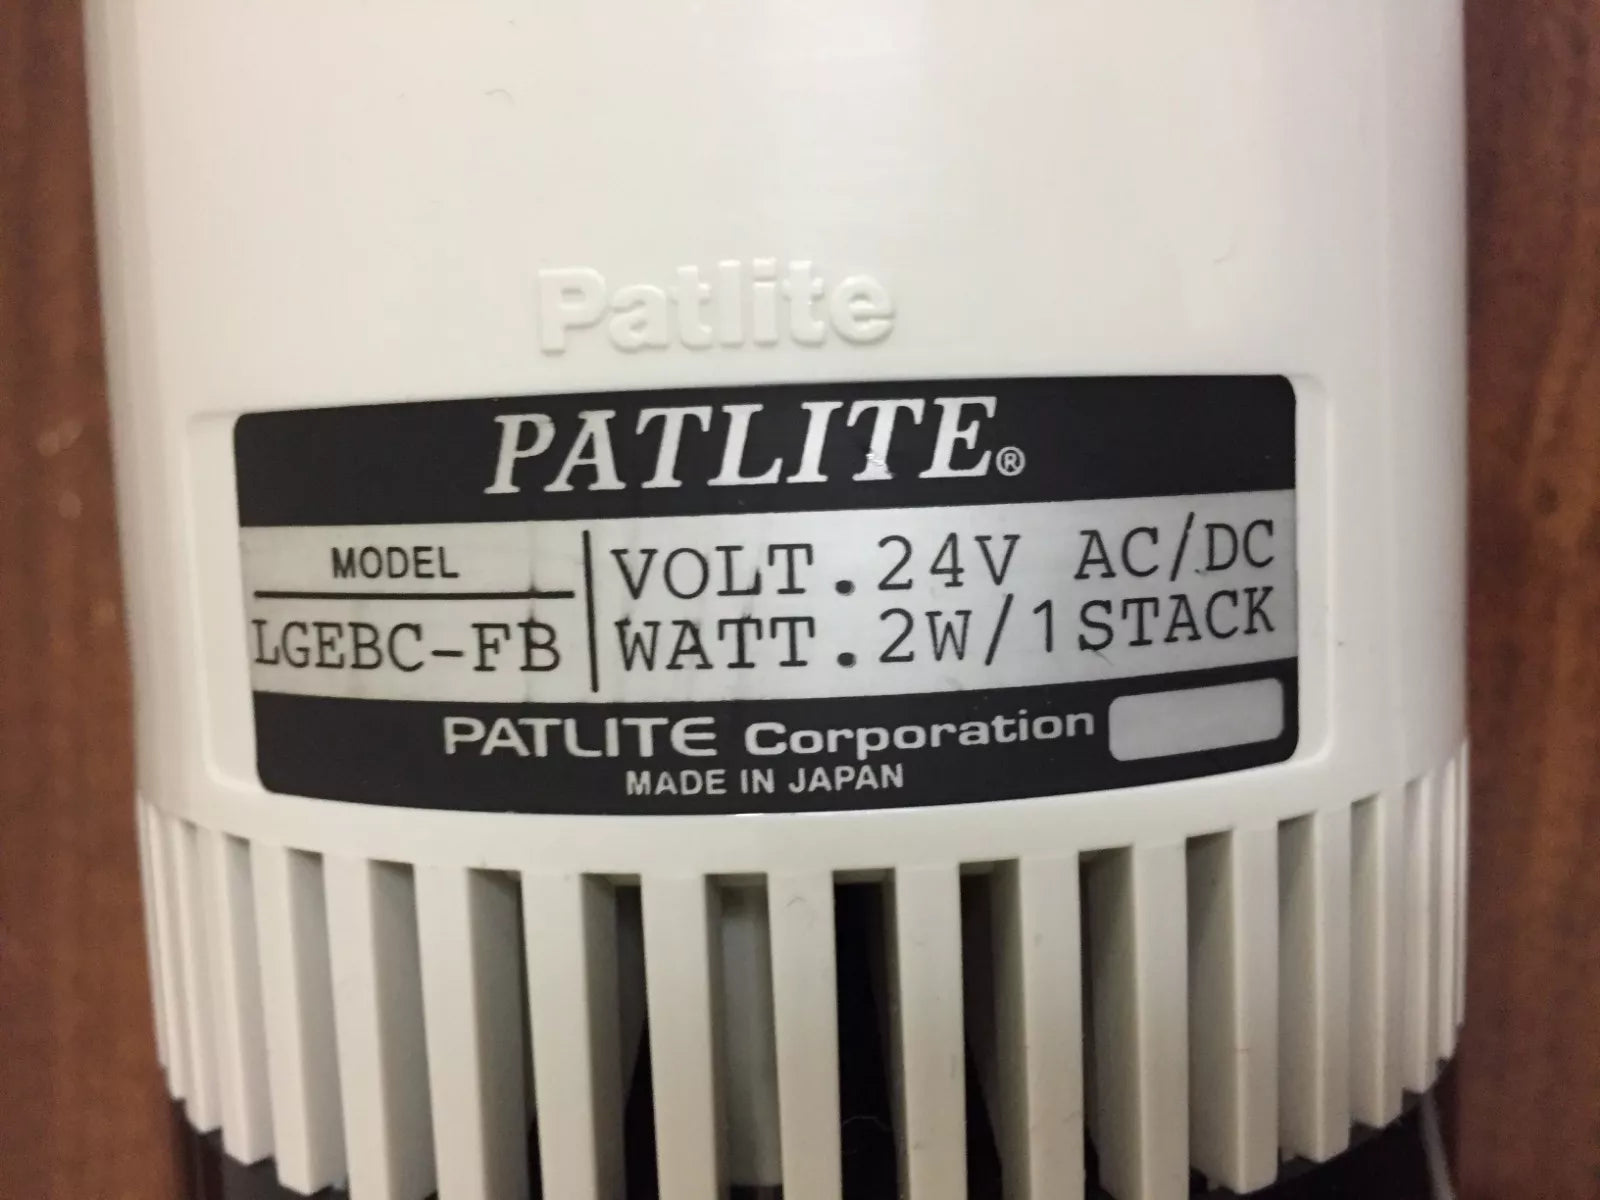 Patlite
PATLITE®
MODEL
LGEBC-FB
VOLT.24V AC/DC
WATT.2W/1STACK
PATLITE Corporation
MADE IN JAPAN